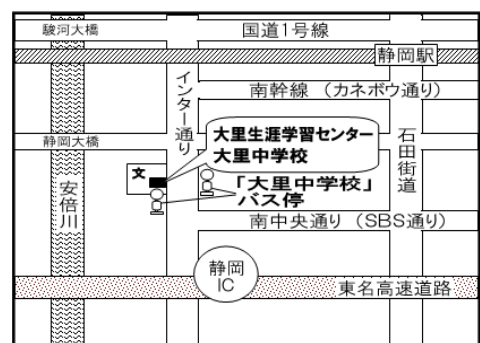 駿河大橋
国道1号線
静岡駅
インター通り
南幹線 （カネボウ通り）
静岡大橋
大里生涯学習センター
大里中学校
石田街道
文
「大里中学校」
バス停
安倍川
南中央通り （SBS通り）
静岡
IC
東名高速道路